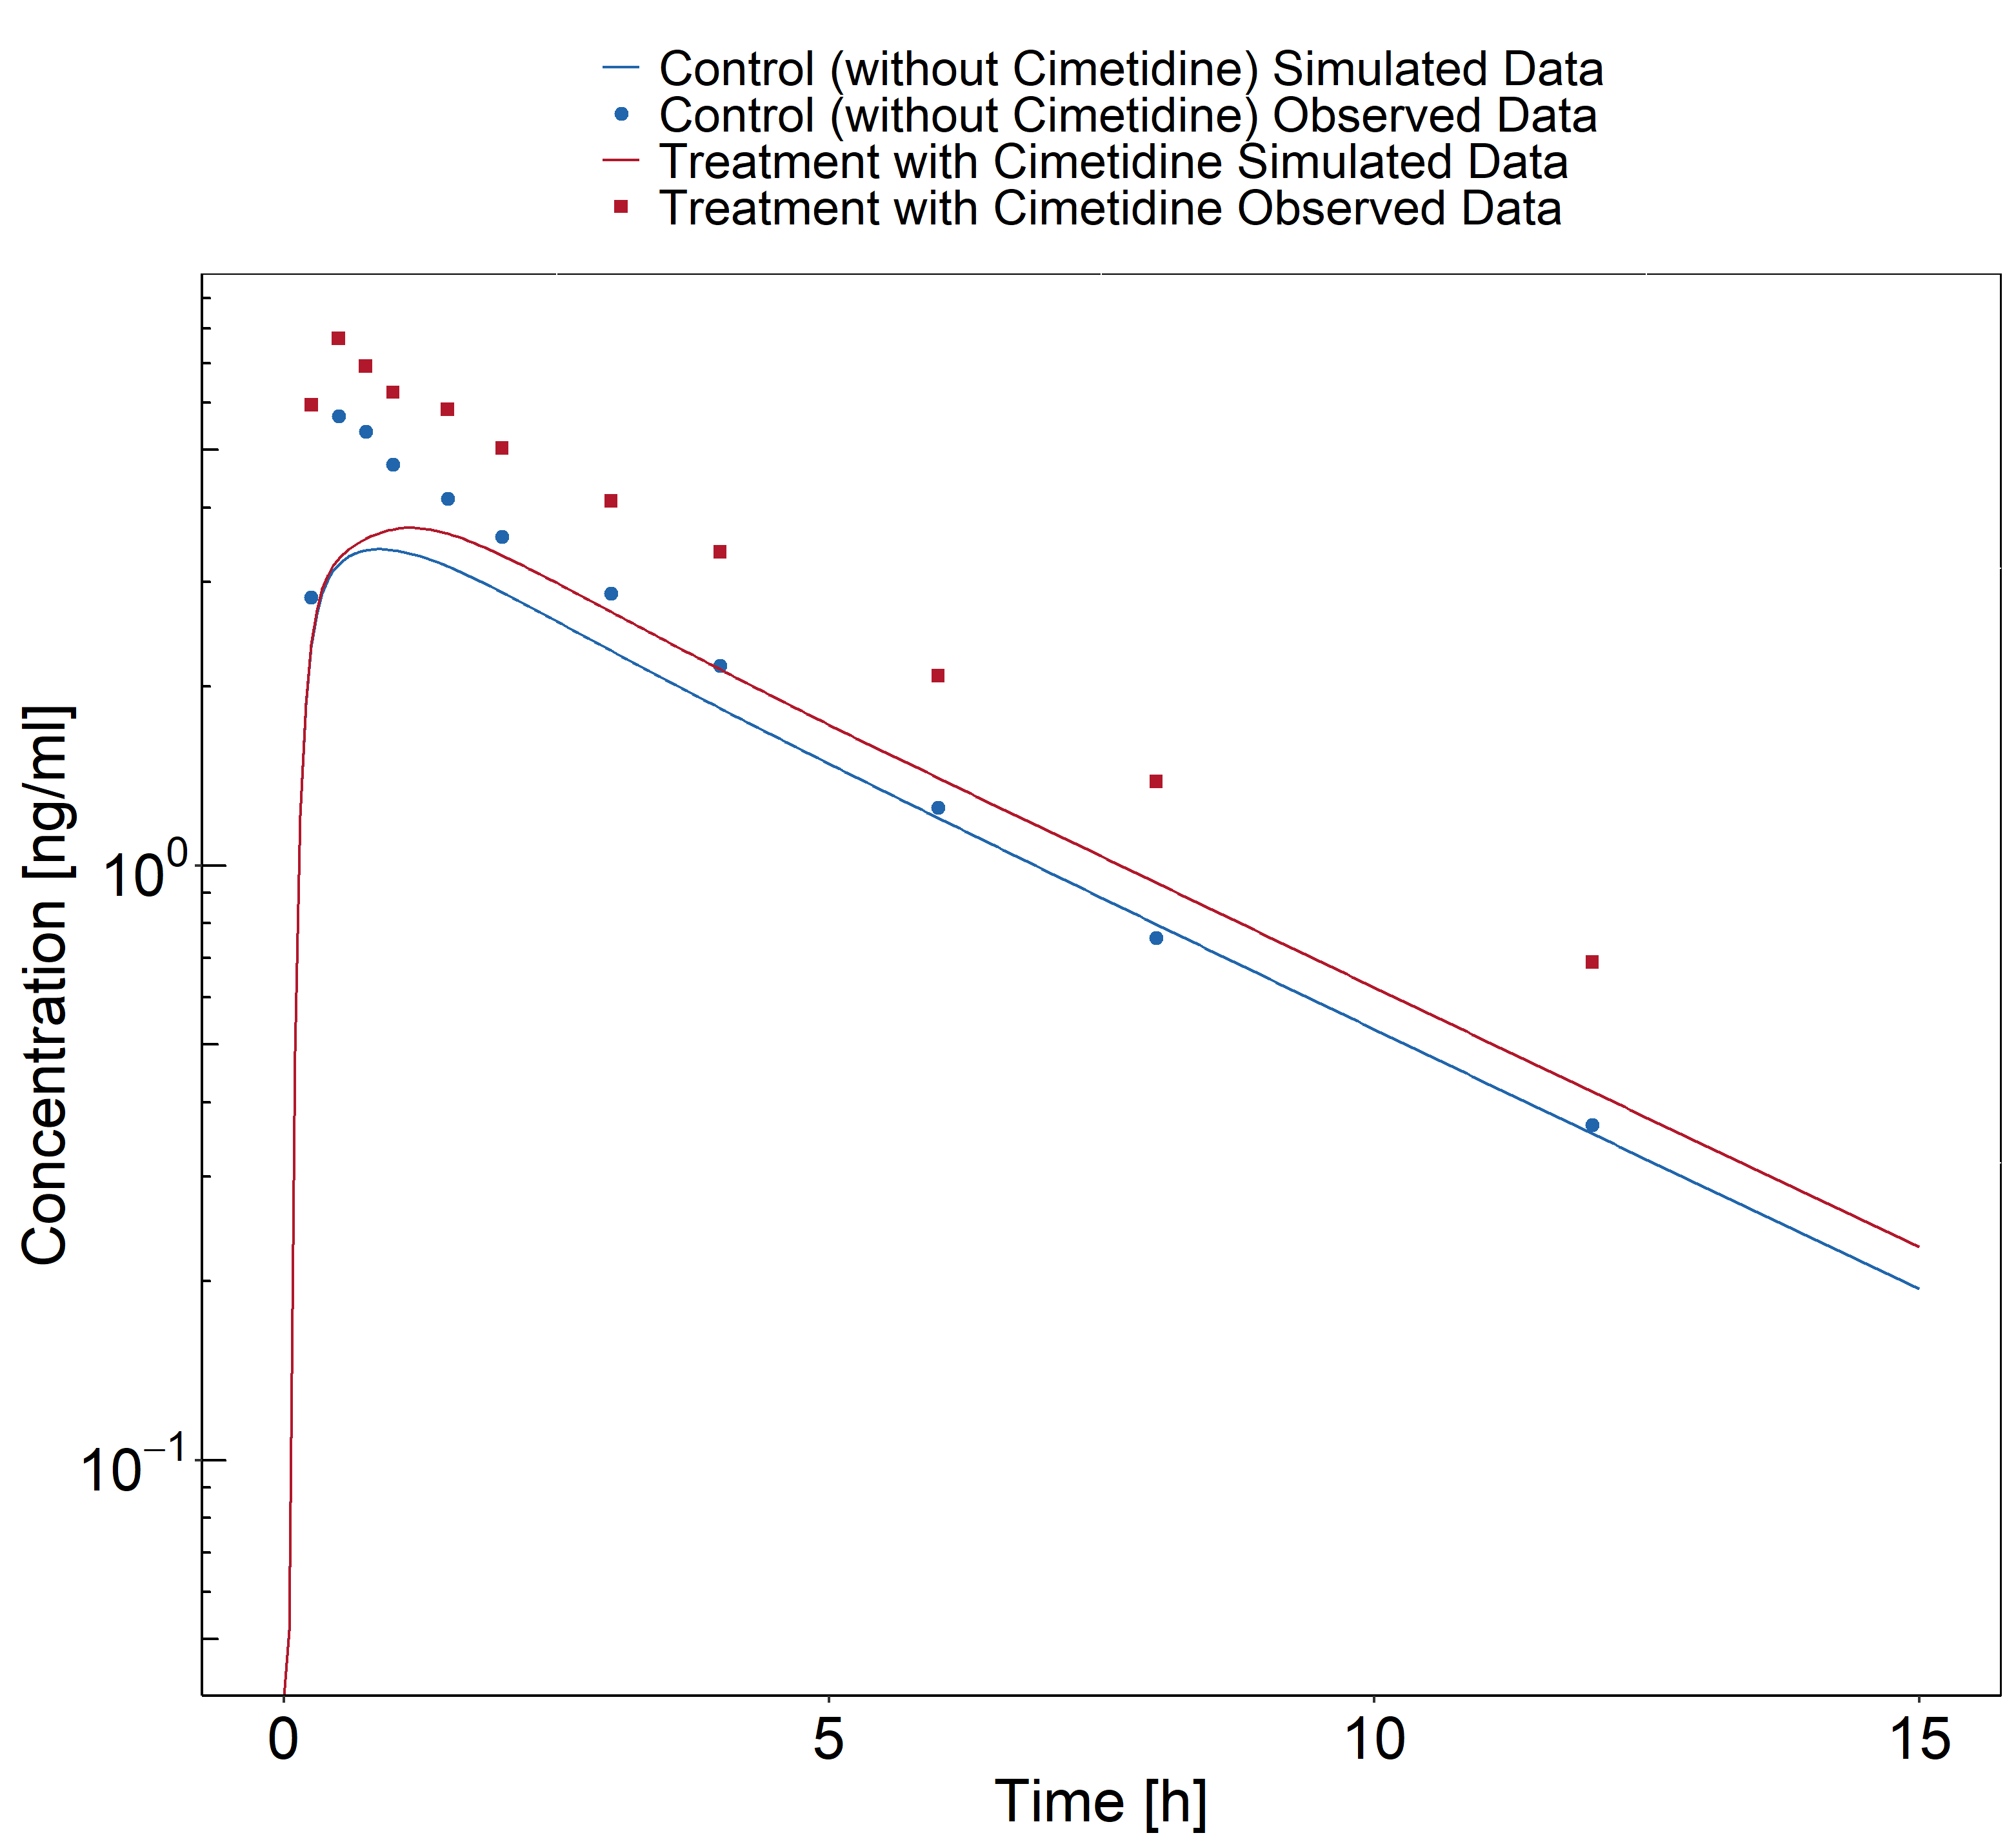 Control (without Cimetidine) Simulated Data
Control (without Cimetidine) Observed Data
Treatment with Cimetidine Simulated Data
Treatment with Cimetidine Observed Data
Concentration [ng/ml]
10⁰
10⁻¹
0 5 10 15
Time [h]